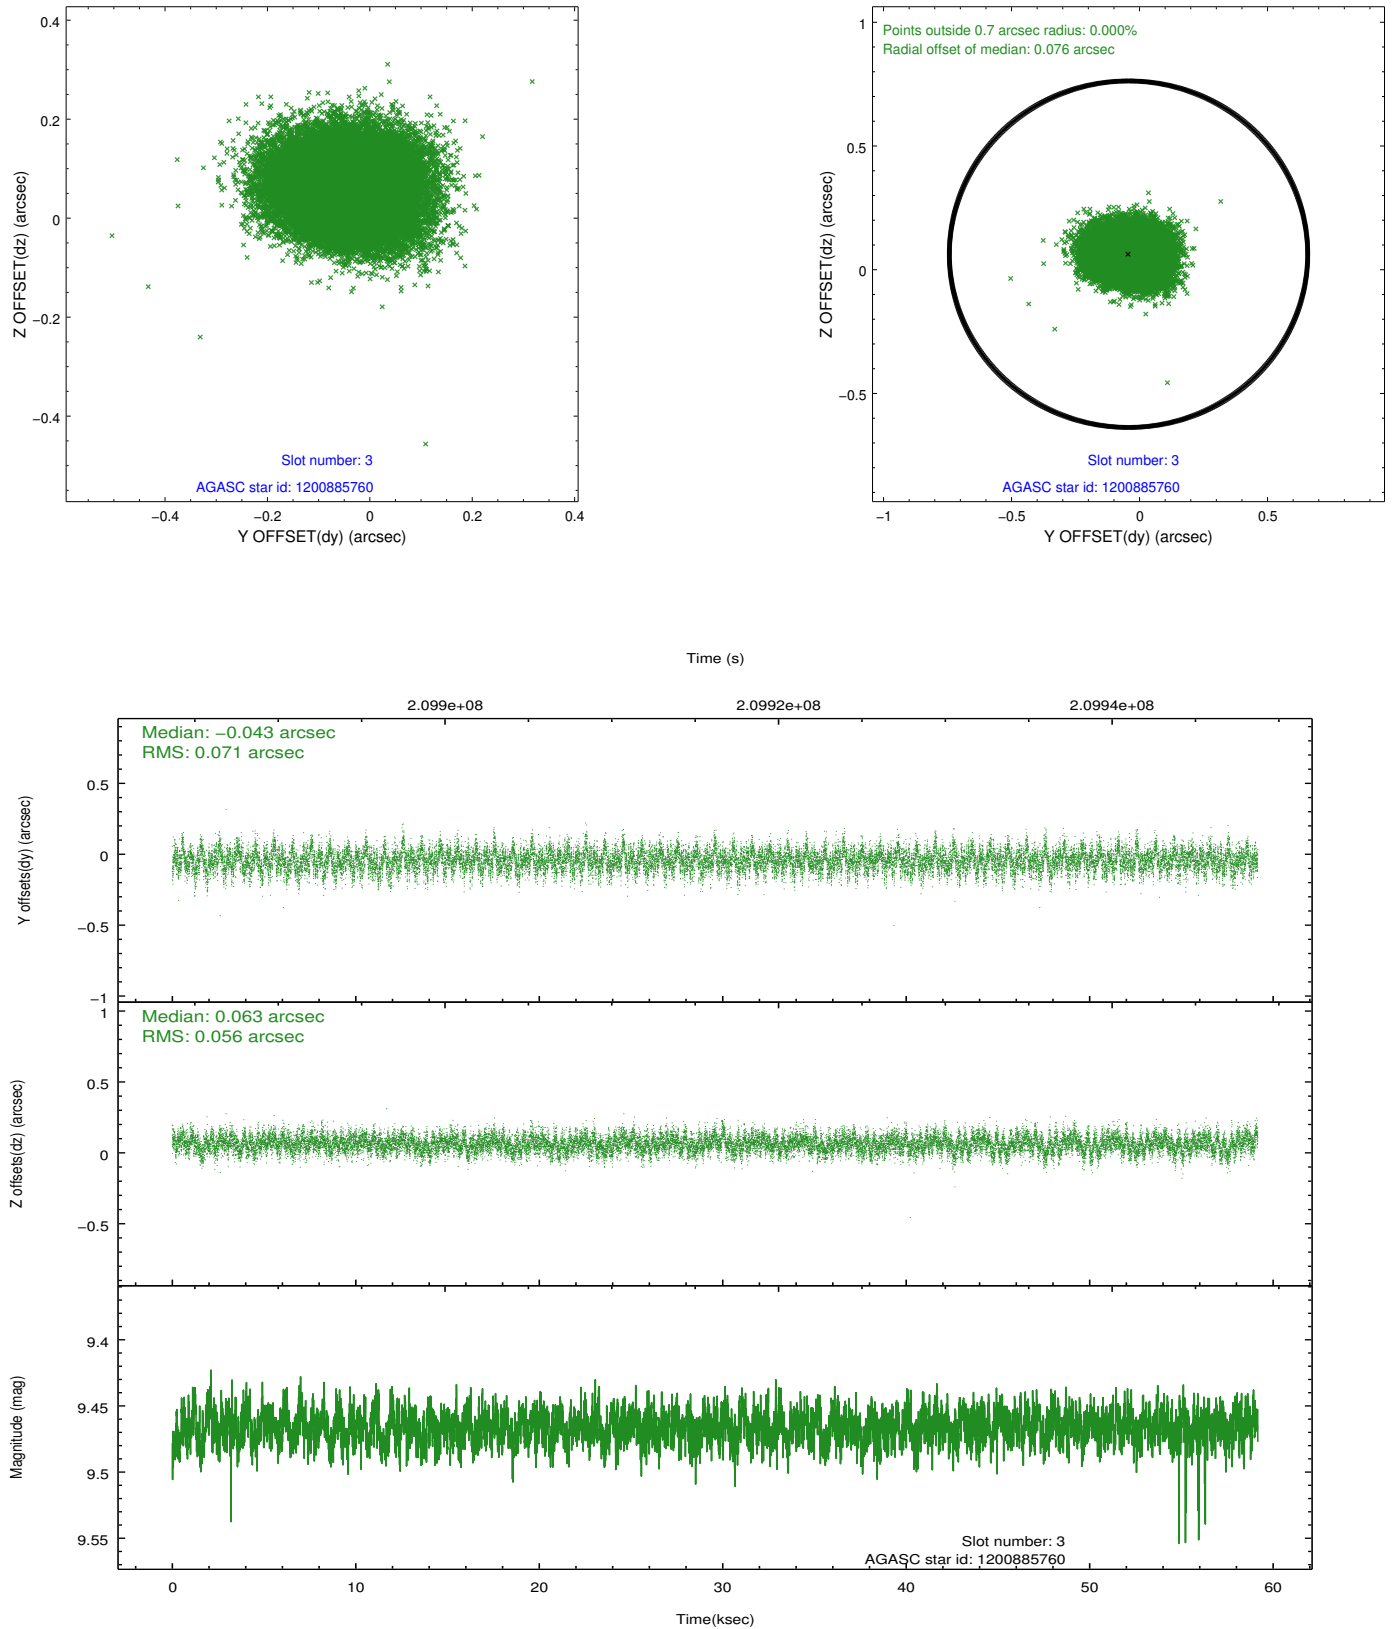 0.4
0.2
0
−0.2
−0.4
Z OFFSET(dz) (arcsec)
Slot number: 3
AGASC star id: 1200885760
−0.4 −0.2 0 0.2 0.4
Y OFFSET(dy) (arcsec)
Points outside 0.7 arcsec radius: 0.000%
Radial offset of median: 0.076 arcsec
1
0.5
0
−0.5
Z OFFSET(dz) (arcsec)
Slot number: 3
AGASC star id: 1200885760
−1 −0.5 0 0.5
Y OFFSET(dy) (arcsec)
Time (s)
2.099e+08 2.0992e+08 2.0994e+08
Median: −0.043 arcsec
RMS: 0.071 arcsec
0.5
0
−0.5
−1
Y offsets(dy) (arcsec)
Median: 0.063 arcsec
RMS: 0.056 arcsec
1
0.5
0
−0.5
Z offsets(dz) (arcsec)
9.4
9.45
9.5
9.55
Magnitude (mag)
Slot number: 3
AGASC star id: 1200885760
0 10 20 30 40 50 60
Time(ksec)